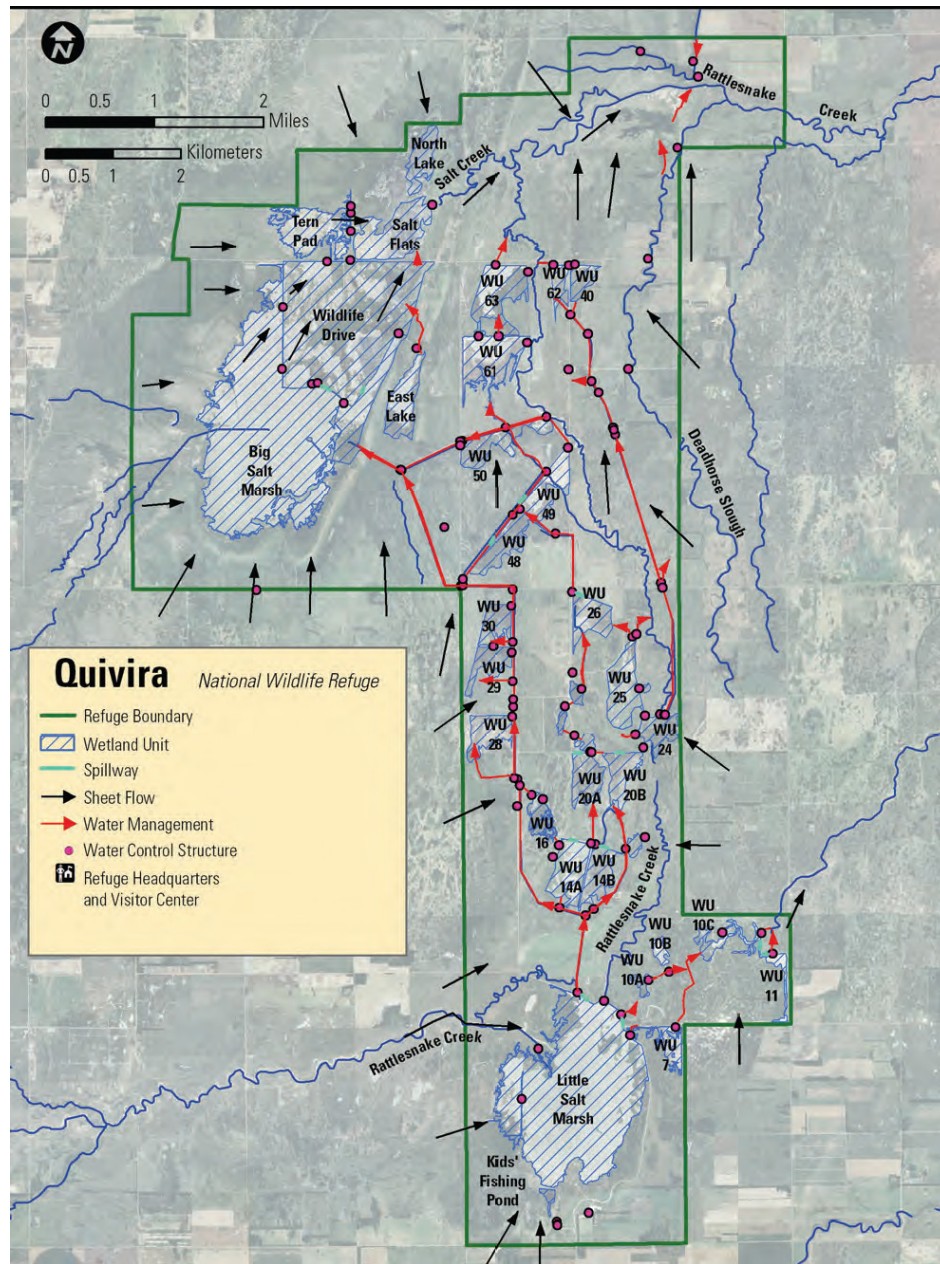 N
0 0.5 1 2
Miles
0 0.5 1 2
Kilometers
Rattlesnake
Creek
North
Lake
Salt Creek
Tern
Pad
Salt
Flats
WU
63
WU
62
WU
40
Wildlife
Drive
WU
61
East
Lake
Big
Salt
Marsh
WU
50
WU
49
WU
48
Deadhorse Slough
WU
30
WU
26
WU
29
WU
25
WU
28
WU
24
WU
20A
WU
20B
WU
16
WU
14A
WU
14B
Rattlesnake Creek
WU
10C
WU
10B
WU
10A
WU
11
WU
7
Rattlesnake Creek
Little
Salt
Marsh
Kids'
Fishing
Pond
Quivira National Wildlife Refuge
Refuge Boundary
Wetland Unit
Spillway
Sheet Flow
Water Management
Water Control Structure
Refuge Headquarters
and Visitor Center